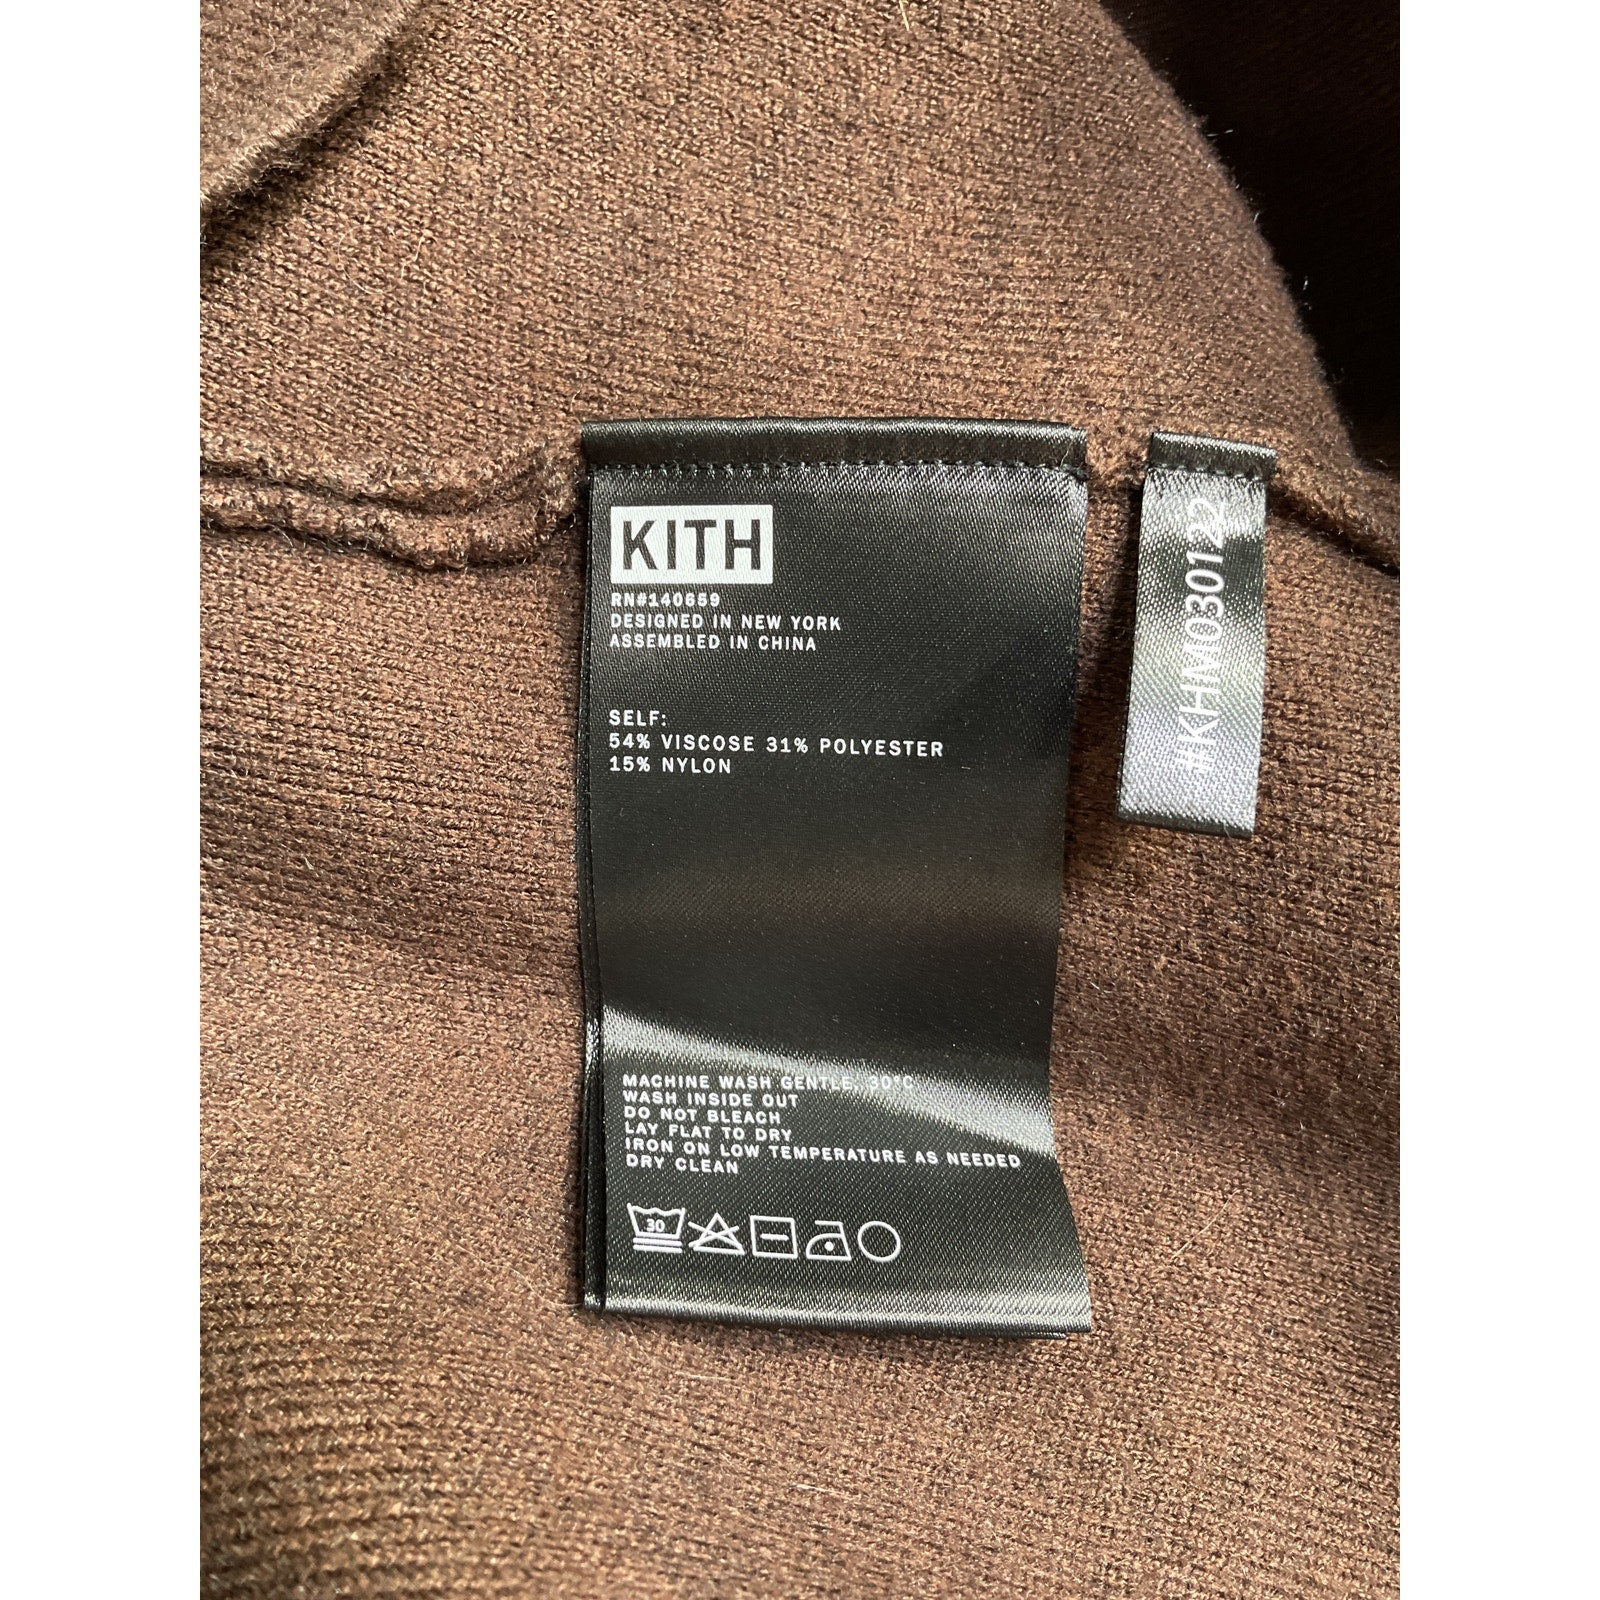 KITH
RN#140659
DESIGNED IN NEW YORK
ASSEMBLED IN CHINA
SELF:
54% VISCOSE 31% POLYESTER
15% NYLON
MACHINE WASH GENTLE, 30°C
WASH INSIDE OUT
DO NOT BLEACH
LAY FLAT TO DRY
IRON ON LOW TEMPERATURE AS NEEDED
DRY CLEAN
30
#KHM030122